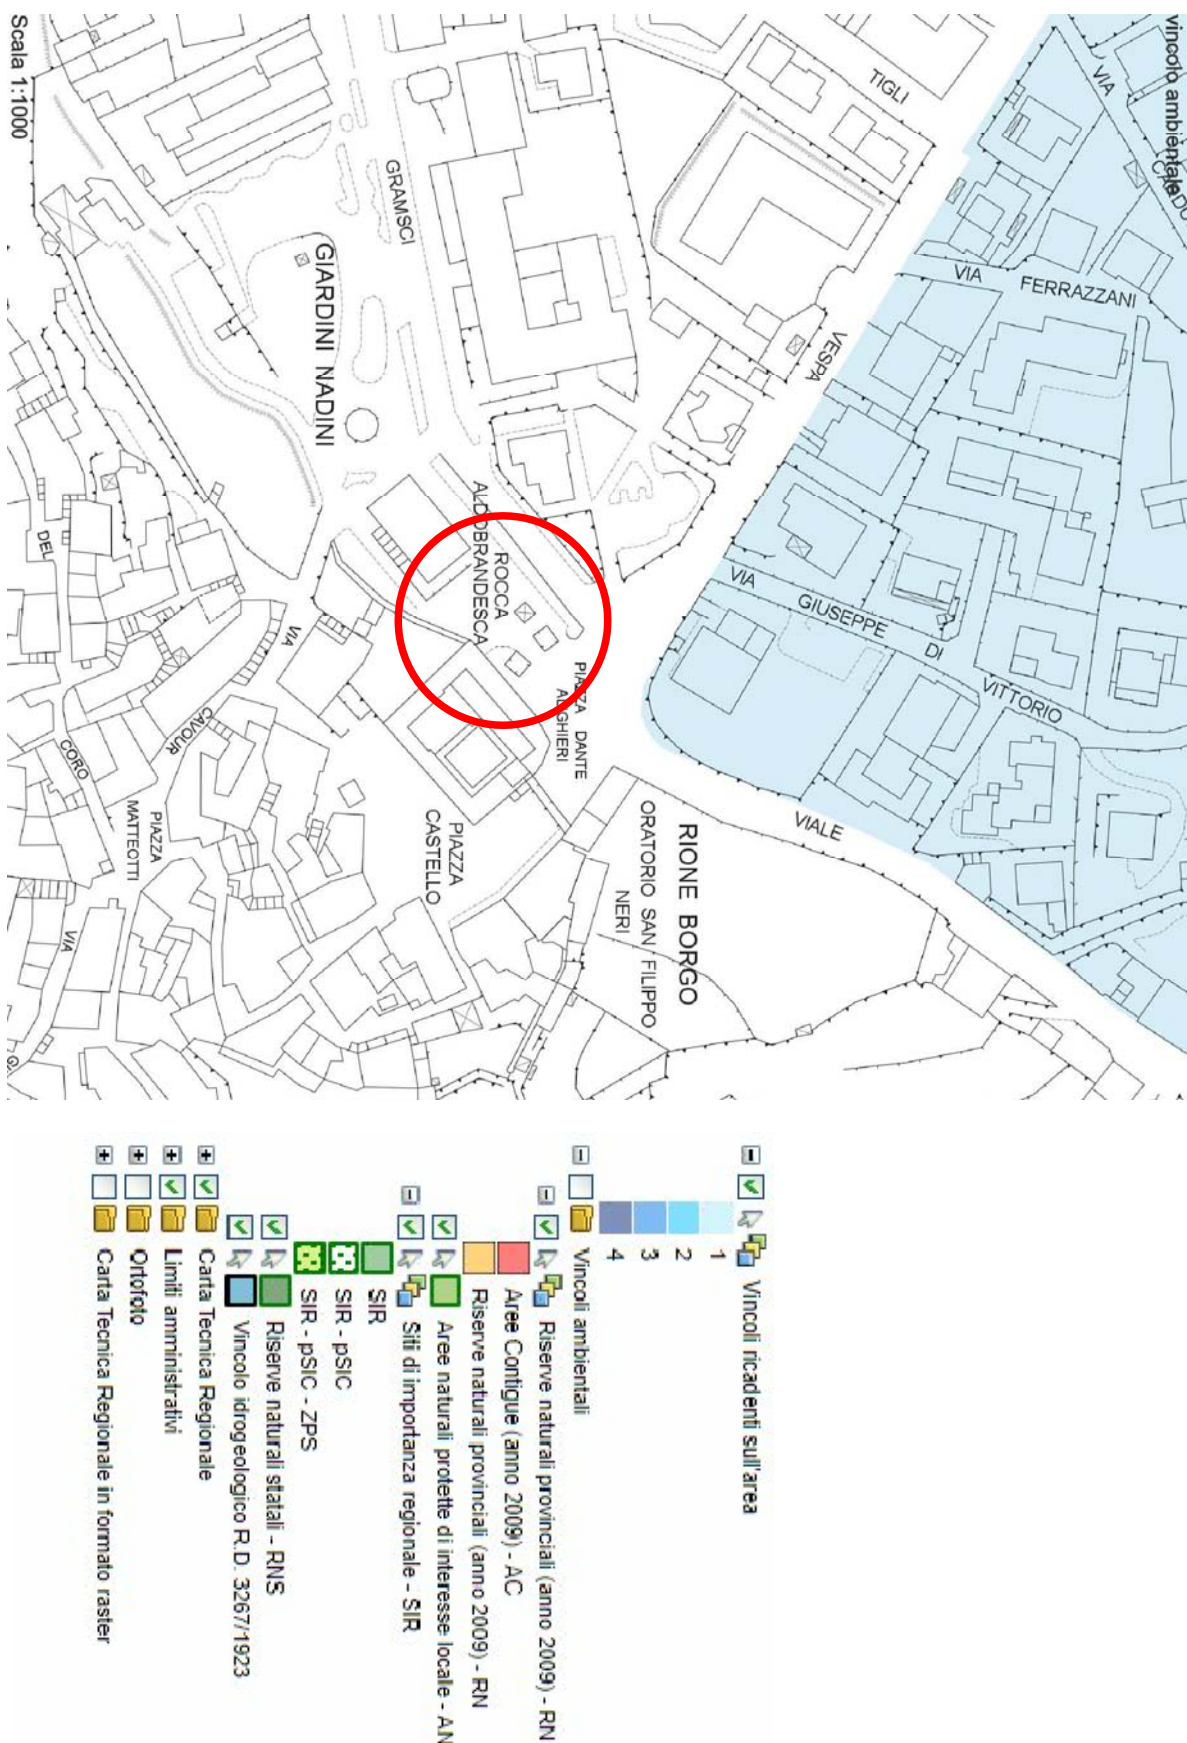 vincolo ambientale
VIA
TIGLI
VIA
FERRAZZANI
VESPA
GRAMSCI
GIARDINI NADINI
ROCCA
ALDOBRANDESCA
PIAZZA DANTE
ALIGHIERI
VIA
GIUSEPPE
DI
VITTORIO
VIALE
RIONE BORGO
ORATORIO SAN FILIPPO
NERI
PIAZZA
CASTELLO
VIA
CAVOUR
DEL
CORO
PIAZZA
MATTEOTTI
VIA
Scala 1:1000
Vincoli ricadenti sull'area
1
2
3
4
Vincoli ambientali
Riserve naturali provinciali (anno 2009) - RN
Aree Contigue (anno 2009) - AC
Riserve naturali provinciali (anno 2009) - RN
Aree naturali protette di interesse locale - AN
Siti di importanza regionale - SIR
SIR
SIR - pSIC
SIR - pSIC - ZPS
Riserve naturali statali - RNS
Vincolo idrogeologico R.D. 3267/1923
Carta Tecnica Regionale
Limiti amministrativi
Ortofoto
Carta Tecnica Regionale in formato raster